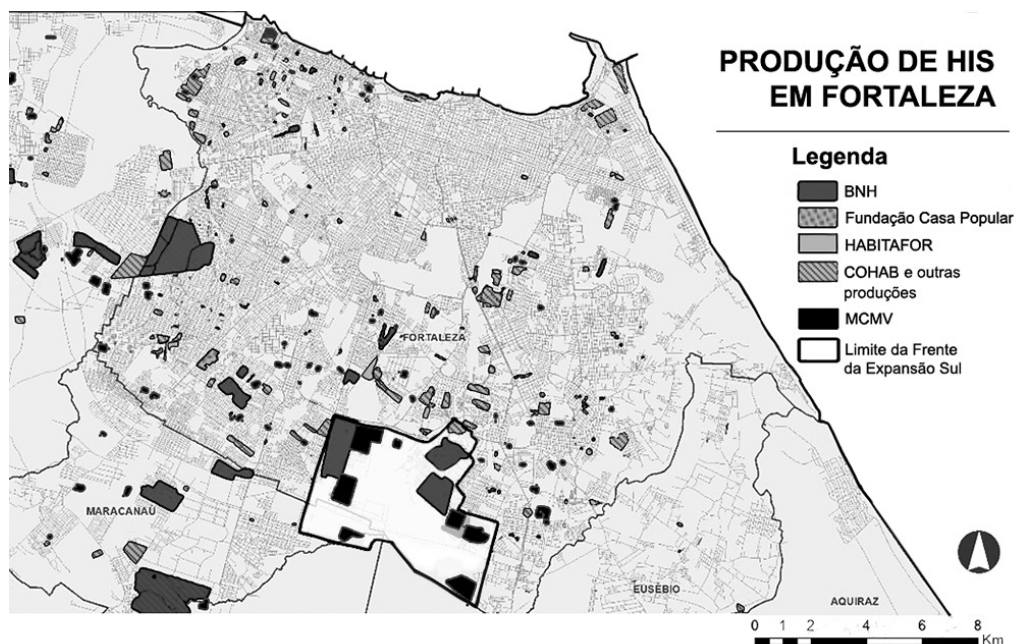 PRODUÇÃO DE HIS
EM FORTALEZA
Legenda
BNH
Fundação Casa Popular
HABITAFOR
COHAB e outras
produções
MCMV
Limite da Frente
da Expansão Sul
FORTALEZA
MARACANAÚ
EUSÉBIO
AQUIRAZ
0 1 2 4 6 8
Km